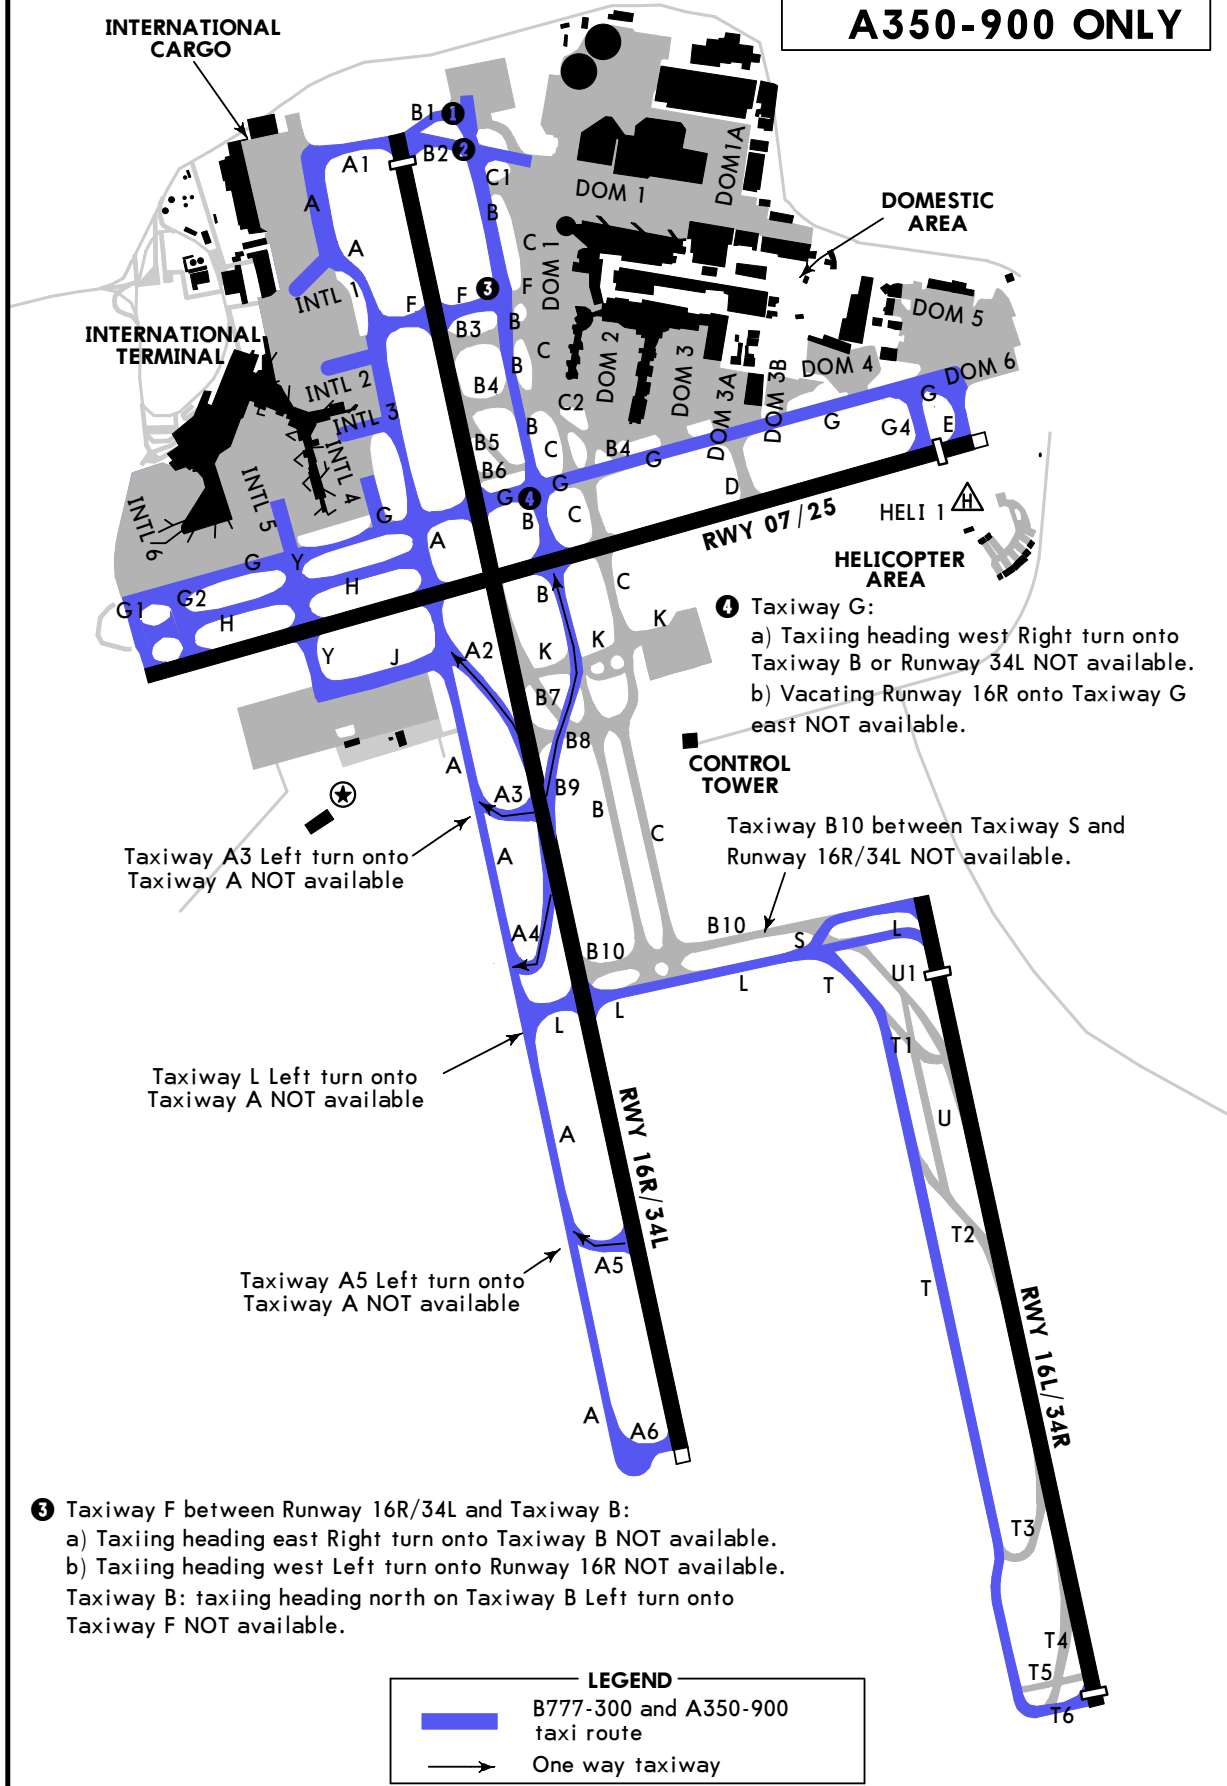 A350-900 ONLY
INTERNATIONAL
CARGO
B1 1
B2 2
A1
C1
DOM 1
DOM1A
DOMESTIC
AREA
A
B
A
C
DOM 1
INTL 1
F
F
3
F
B3
B
DOM 5
INTERNATIONAL
TERMINAL
C
B
DOM 2
DOM 3
DOM 3A
DOM 3B
DOM 4
DOM 6
INTL 2
B4
C2
G
INTL 3
B
G
G4
E
B5
C
B4
G
INTL 4
B6
G
INTL 5
G 4
D
INTL 6
G
B
C
HELI 1
H
A
RWY 07/25
G
Y
HELICOPTER
AREA
H
C
G1
G2
B
H
K
K
K
Y
J
A2
4 Taxiway G:
a) Taxiing heading west Right turn onto
Taxiway B or Runway 34L NOT available.
b) Vacating Runway 16R onto Taxiway G
east NOT available.
B7
B8
A
CONTROL
TOWER
B9
A3
B
C
Taxiway B10 between Taxiway S and
Runway 16R/34L NOT available.
Taxiway A3 Left turn onto
Taxiway A NOT available
A
B10
L
A4
S
B10
U1
L
T
L
L
T1
Taxiway L Left turn onto
Taxiway A NOT available
RWY 16R/34L
U
A
T2
A5
T
Taxiway A5 Left turn onto
Taxiway A NOT available
RWY 16L/34R
A
A6
3 Taxiway F between Runway 16R/34L and Taxiway B:
a) Taxiing heading east Right turn onto Taxiway B NOT available.
b) Taxiing heading west Left turn onto Runway 16R NOT available.
Taxiway B: taxiing heading north on Taxiway B Left turn onto
Taxiway F NOT available.
T3
T4
T5
T6
LEGEND
B777-300 and A350-900
taxi route
One way taxiway